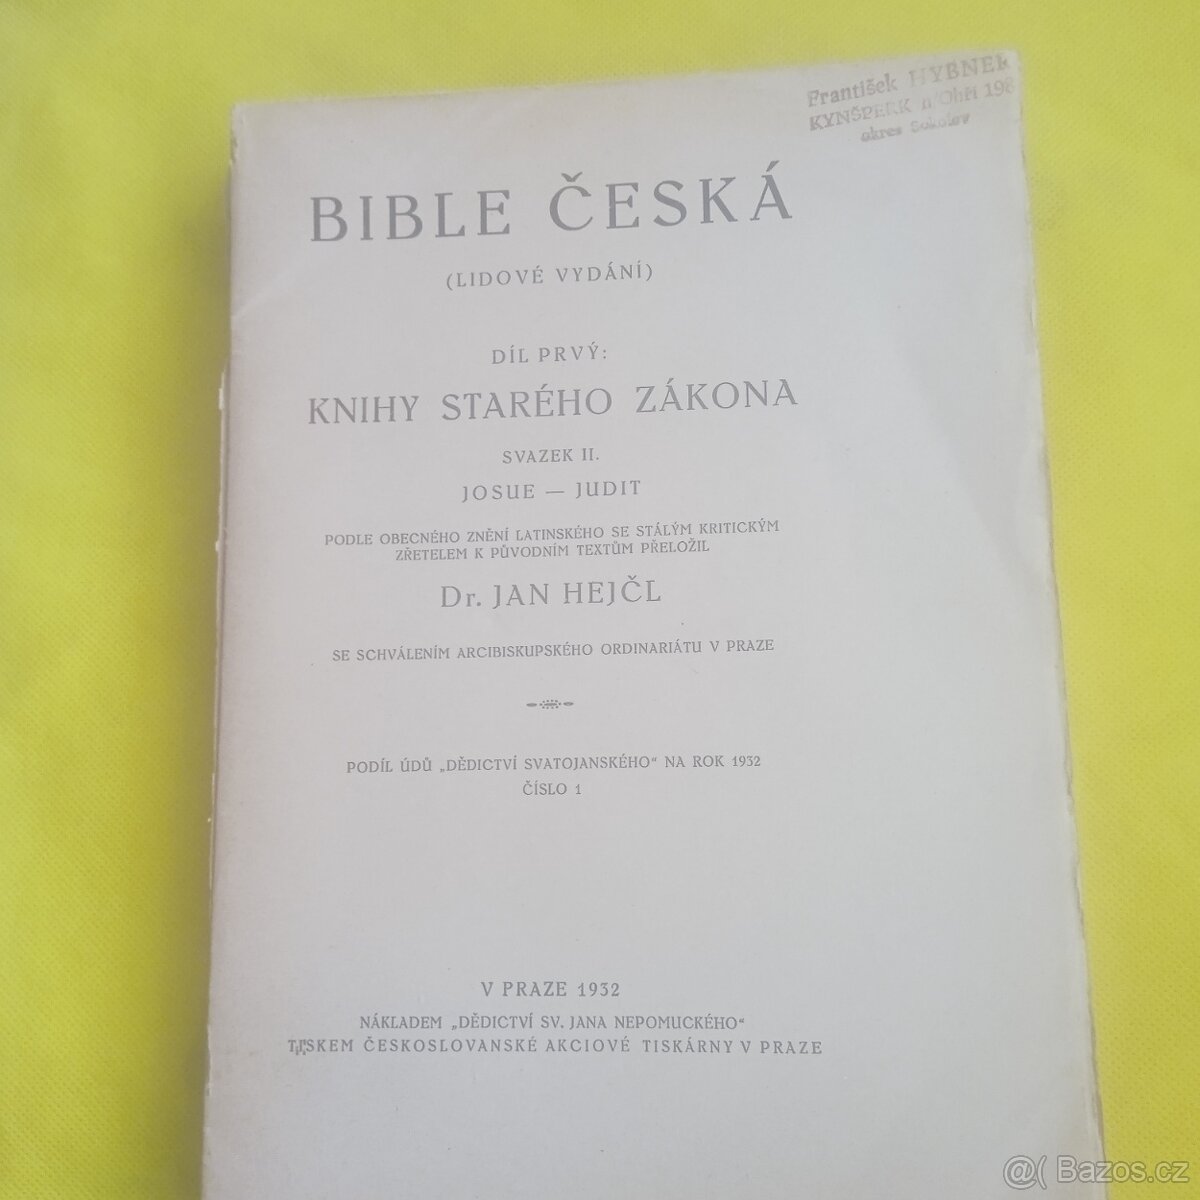 František HYBNER
KYNŠPERK n/Ohří 198
okres Sokolov
BIBLE ČESKÁ
(LIDOVÉ VYDÁNÍ)
DÍL PRVÝ:
KNIHY STARÉHO ZÁKONA
SVAZEK II.
JOSUE — JUDIT
PODLE OBECNÉHO ZNĚNÍ LATINSKÉHO SE STÁLÝM KRITICKÝM
ZŘETELEM K PŮVODNÍM TEXTŮM PŘELOŽIL
Dr. JAN HEJČL
SE SCHVÁLENÍM ARCIBISKUPSKÉHO ORDINARIÁTU V PRAZE
PODÍL ÚDŮ „DĚDICTVÍ SVATOJANSKÉHO“ NA ROK 1932
ČÍSLO 1
V PRAZE 1932
NÁKLADEM „DĚDICTVÍ SV. JANA NEPOMUCKÉHO“
TISKEM ČESKOSLOVANSKÉ AKCIOVÉ TISKÁRNY V PRAZE
@( Bazos.cz